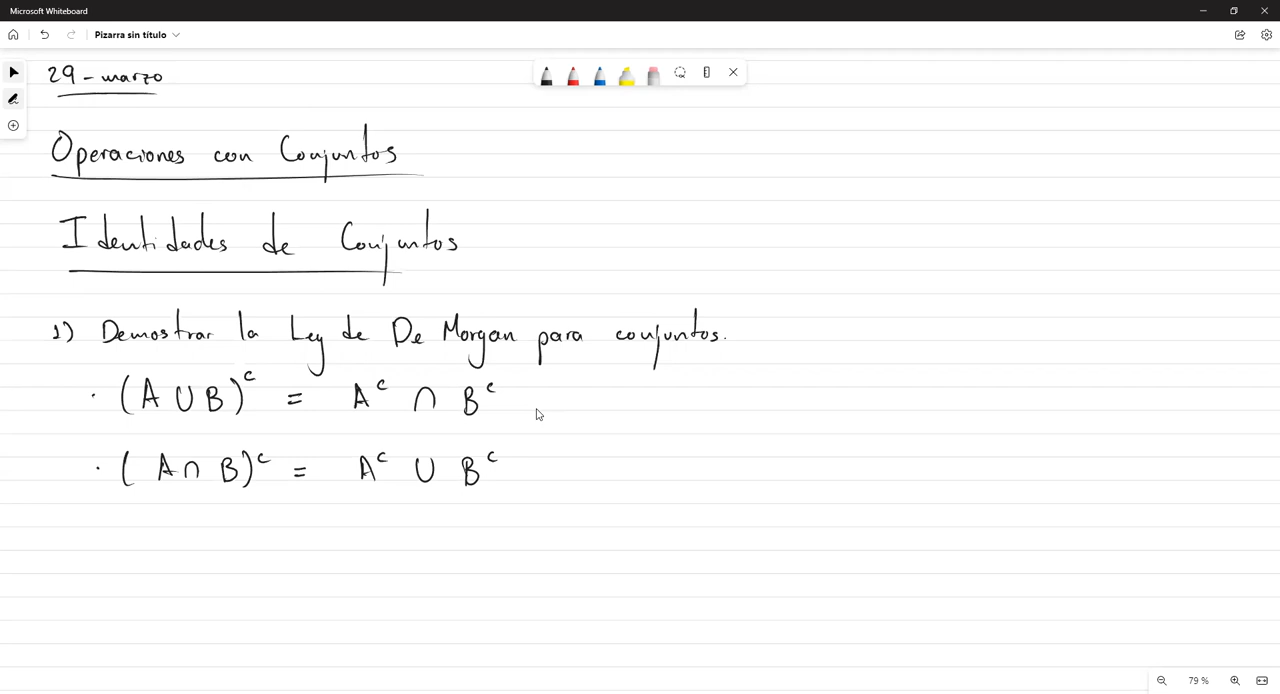 Microsoft Whiteboard
Pizarra sin título
29 - marzo
Operaciones con Conjuntos
Identidades de Conjuntos
1) Demostrar la Ley de De Morgan para conjuntos.
· (A ∪ B)ᶜ = Aᶜ ∩ Bᶜ
· (A ∩ B)ᶜ = Aᶜ ∪ Bᶜ
79 %